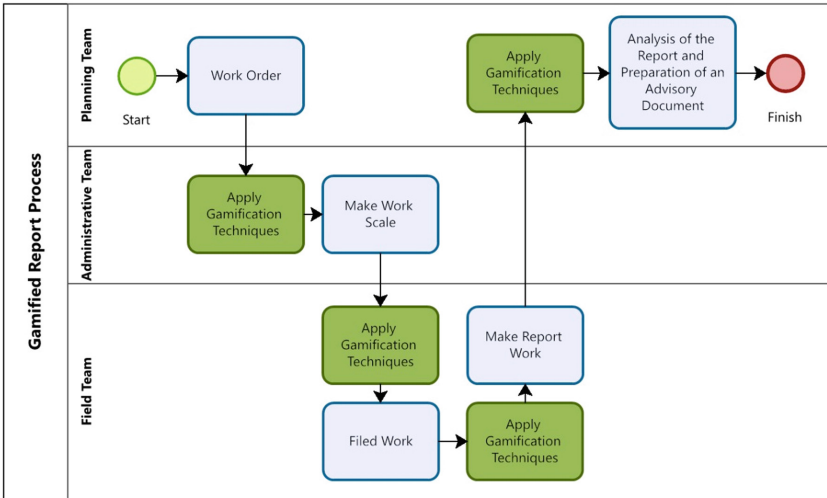 Gamified Report Process
Planning Team
Start
Work Order
Apply
Gamification
Techniques
Analysis of the
Report and
Preparation of an
Advisory
Document
Finish
Administrative Team
Apply
Gamification
Techniques
Make Work
Scale
Field Team
Apply
Gamification
Techniques
Make Report
Work
Filed Work
Apply
Gamification
Techniques